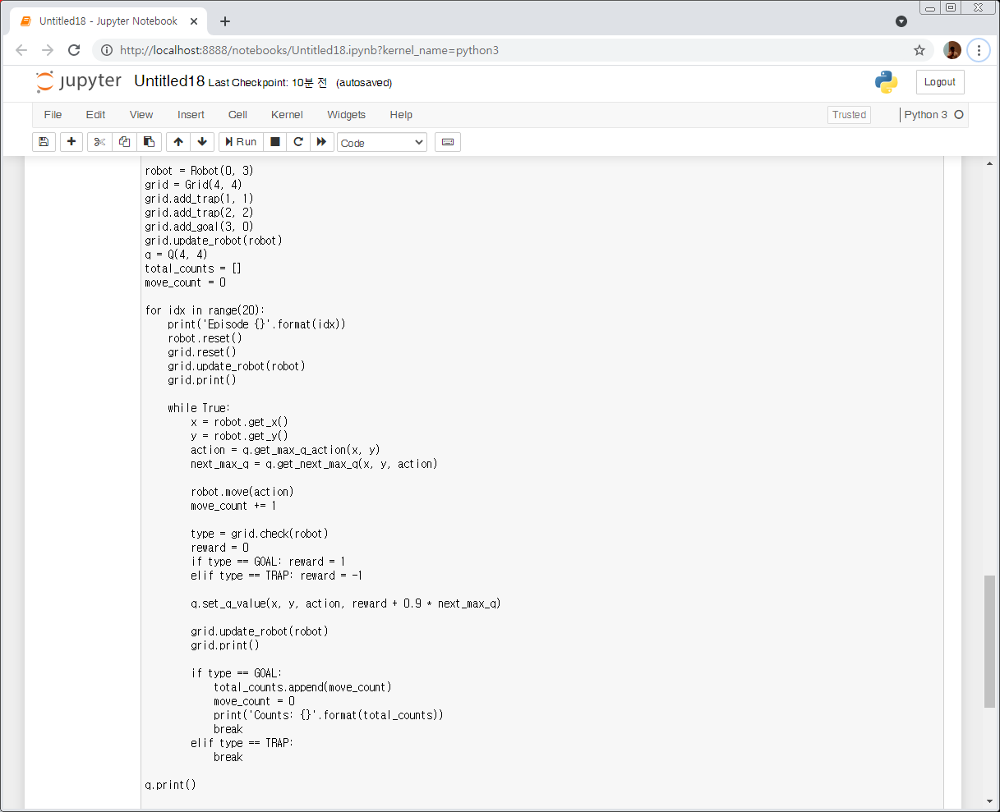 Untitled18 - Jupyter Notebook
http://localhost:8888/notebooks/Untitled18.ipynb?kernel_name=python3
jupyter Untitled18 Last Checkpoint: 10분 전 (autosaved)
Logout
File Edit View Insert Cell Kernel Widgets Help Trusted Python 3
Run Code
robot = Robot(0, 3)
grid = Grid(4, 4)
grid.add_trap(1, 1)
grid.add_trap(2, 2)
grid.add_goal(3, 0)
grid.update_robot(robot)
q = Q(4, 4)
total_counts = []
move_count = 0
for idx in range(20):
    print('Episode {}'.format(idx))
    robot.reset()
    grid.reset()
    grid.update_robot(robot)
    grid.print()
    while True:
        x = robot.get_x()
        y = robot.get_y()
        action = q.get_max_q_action(x, y)
        next_max_q = q.get_next_max_q(x, y, action)
        robot.move(action)
        move_count += 1
        type = grid.check(robot)
        reward = 0
        if type == GOAL: reward = 1
        elif type == TRAP: reward = -1
        q.set_q_value(x, y, action, reward + 0.9 * next_max_q)
        grid.update_robot(robot)
        grid.print()
        if type == GOAL:
            total_counts.append(move_count)
            move_count = 0
            print('Counts: {}'.format(total_counts))
            break
        elif type == TRAP:
            break
q.print()